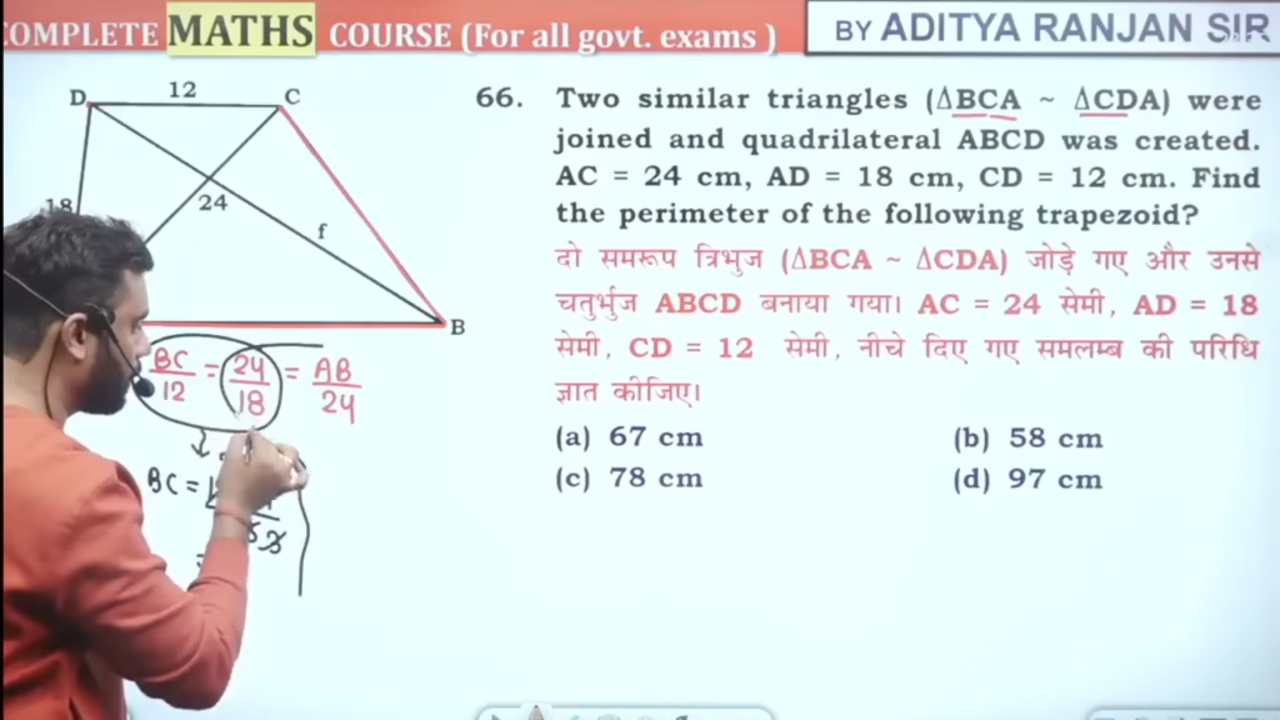 COMPLETE MATHS COURSE (For all govt. exams )
BY ADITYA RANJAN SIR
D 12 C
18
24
f
B
BC/12 = 24/18 = AB/24
BC =
66. Two similar triangles (ΔBCA ~ ΔCDA) were
joined and quadrilateral ABCD was created.
AC = 24 cm, AD = 18 cm, CD = 12 cm. Find
the perimeter of the following trapezoid?
दो समरूप त्रिभुज (ΔBCA ~ ΔCDA) जोड़े गए और उनसे
चतुर्भुज ABCD बनाया गया। AC = 24 सेमी, AD = 18
सेमी, CD = 12 सेमी, नीचे दिए गए समलम्ब की परिधि
ज्ञात कीजिए।
(a) 67 cm (b) 58 cm
(c) 78 cm (d) 97 cm